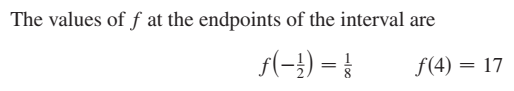 The values of f at the endpoints of the interval are
f(−1/2) = 1/8 f(4) = 17